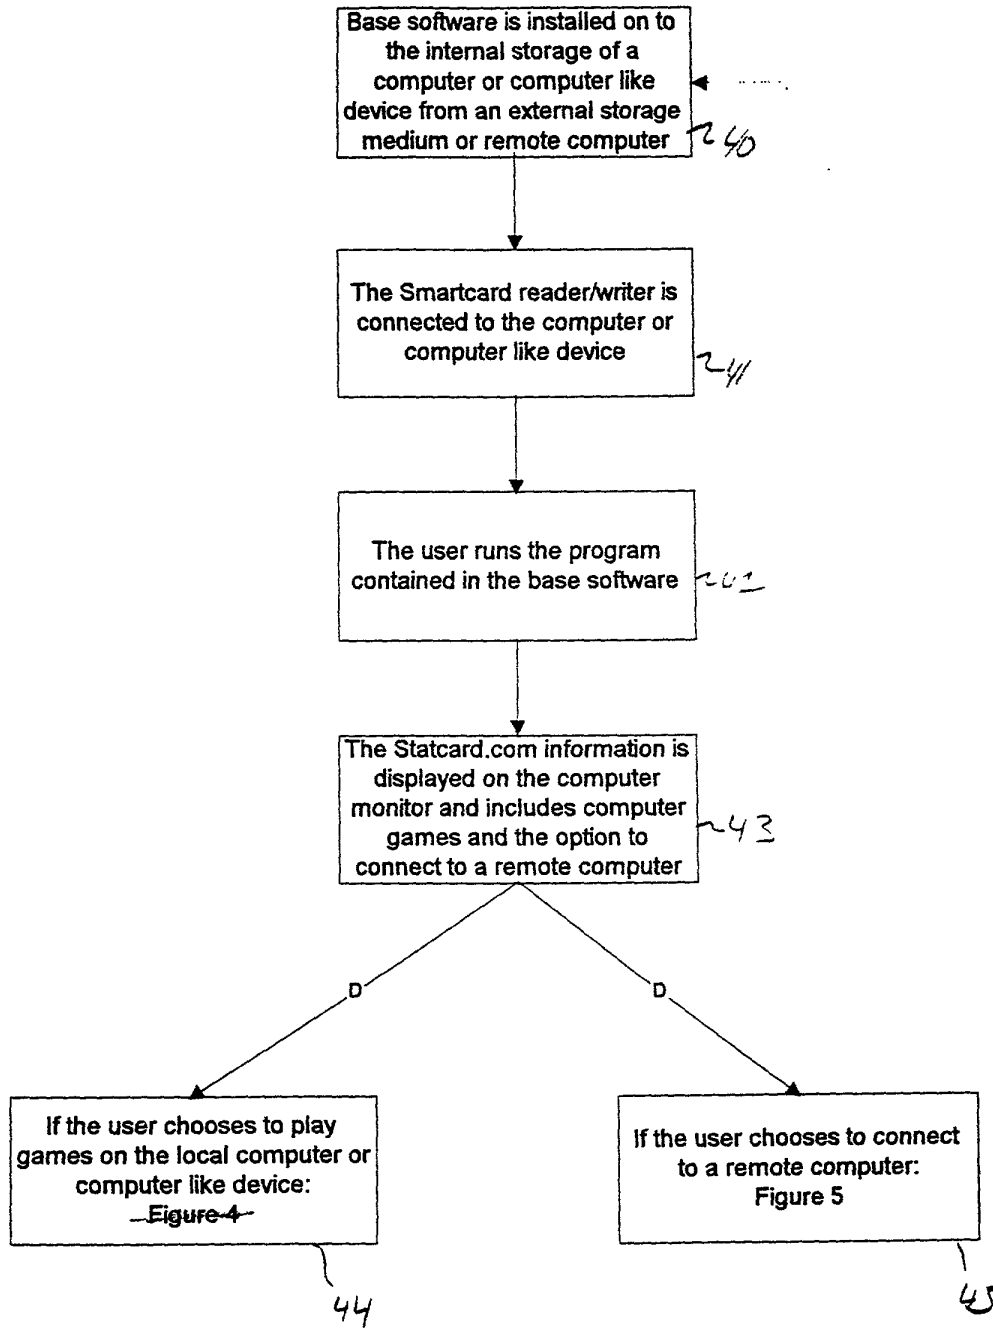 Base software is installed on to
the internal storage of a
computer or computer like
device from an external storage
medium or remote computer
40
The Smartcard reader/writer is
connected to the computer or
computer like device
41
The user runs the program
contained in the base software
The Statcard.com information is
displayed on the computer
monitor and includes computer
games and the option to
connect to a remote computer
43
D
D
If the user chooses to play
games on the local computer or
computer like device:
Figure 4
44
If the user chooses to connect
to a remote computer:
Figure 5
45